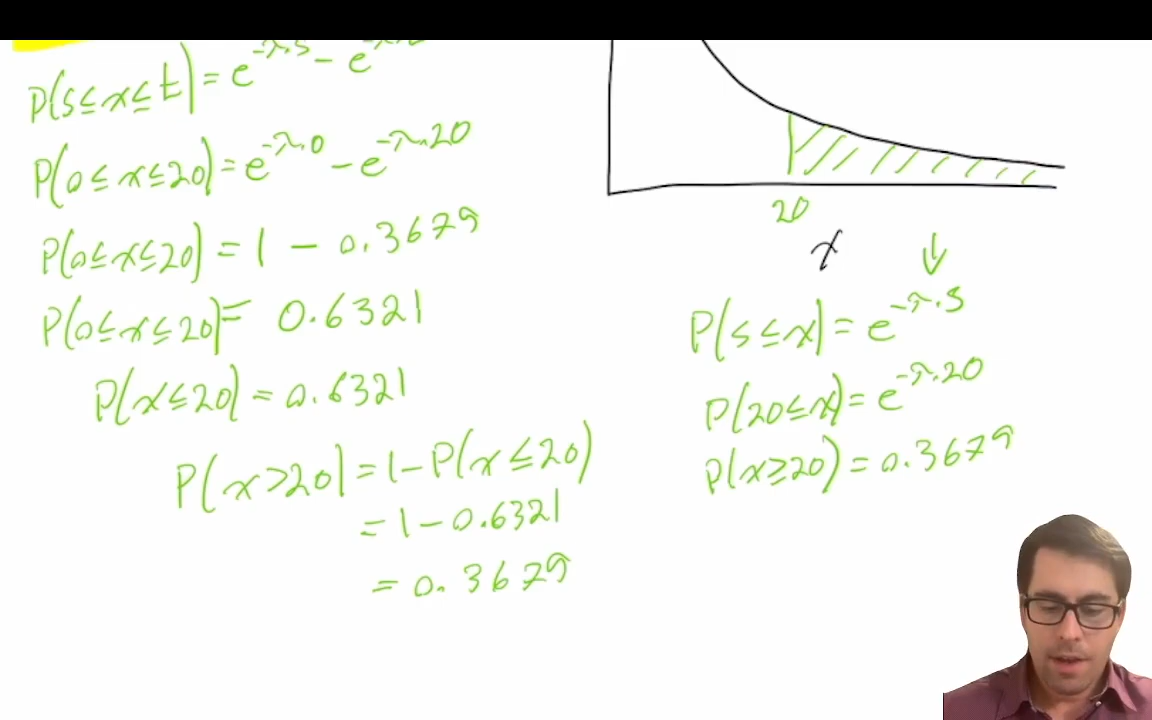 P(s≤x≤t) = e^-λ.s - e
P(0≤x≤20) = e^-λ.0 - e^-λ.20
P(0≤x≤20) = 1 - 0.3679
P(0≤x≤20) = 0.6321
P(x≤20) = 0.6321
P(x>20) = 1-P(x≤20)
= 1-0.6321
= 0.3679
20
x
↓
P(s≤x) = e^-λ.s
P(20≤x) = e^-λ.20
P(x≥20) = 0.3679